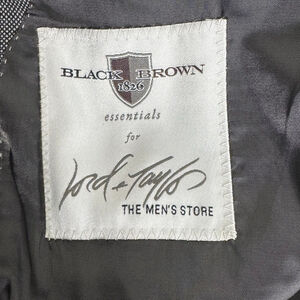 BLACK BROWN
1826
essentials
for
Lord & Taylor
THE MEN'S STORE